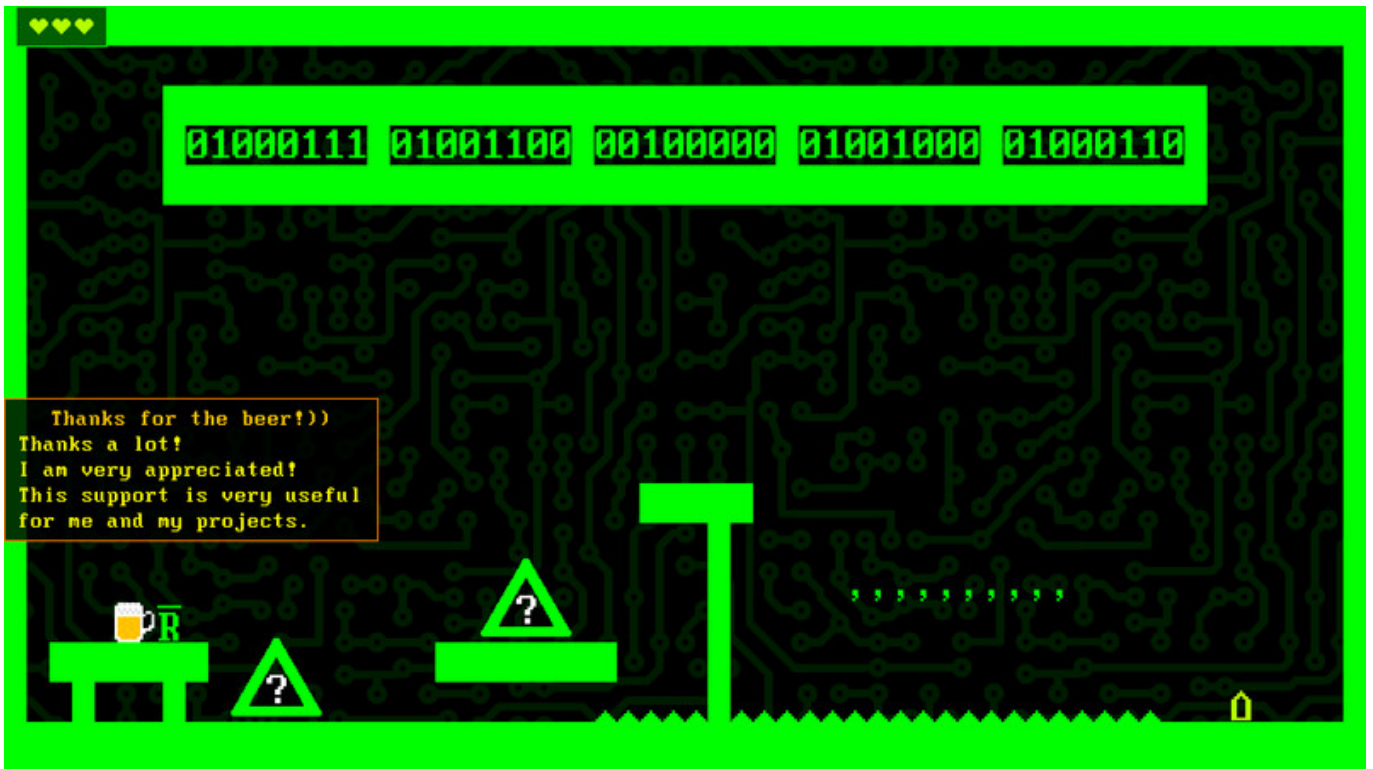 01000111 01001100 00100000 01001000 01000110
Thanks for the beer!))
Thanks a lot!
I am very appreciated!
This support is very useful
for me and my projects.
?
, , , , , , , , , ,
R
?